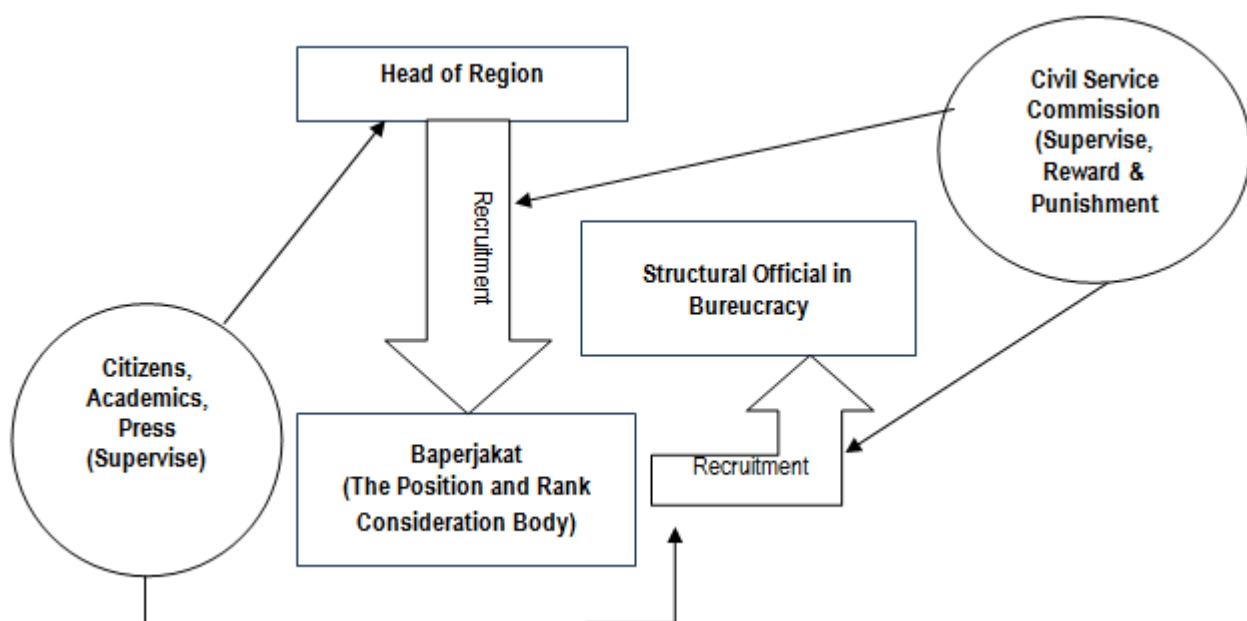 Head of Region
Civil Service
Commission
(Supervise,
Reward &
Punishment
Recruitment
Structural Official in
Bureucracy
Citizens,
Academics,
Press
(Supervise)
Baperjakat
(The Position and Rank
Consideration Body)
Recruitment